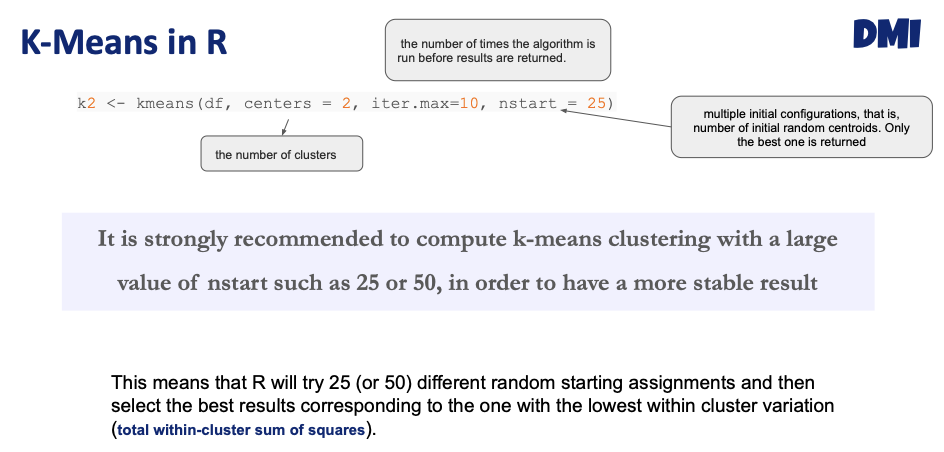 K-Means in R
DMI
the number of times the algorithm is
run before results are returned.
k2 <- kmeans(df, centers = 2, iter.max=10, nstart = 25)
multiple initial configurations, that is,
number of initial random centroids. Only
the best one is returned
the number of clusters
It is strongly recommended to compute k-means clustering with a large
value of nstart such as 25 or 50, in order to have a more stable result
This means that R will try 25 (or 50) different random starting assignments and then
select the best results corresponding to the one with the lowest within cluster variation
(total within-cluster sum of squares).